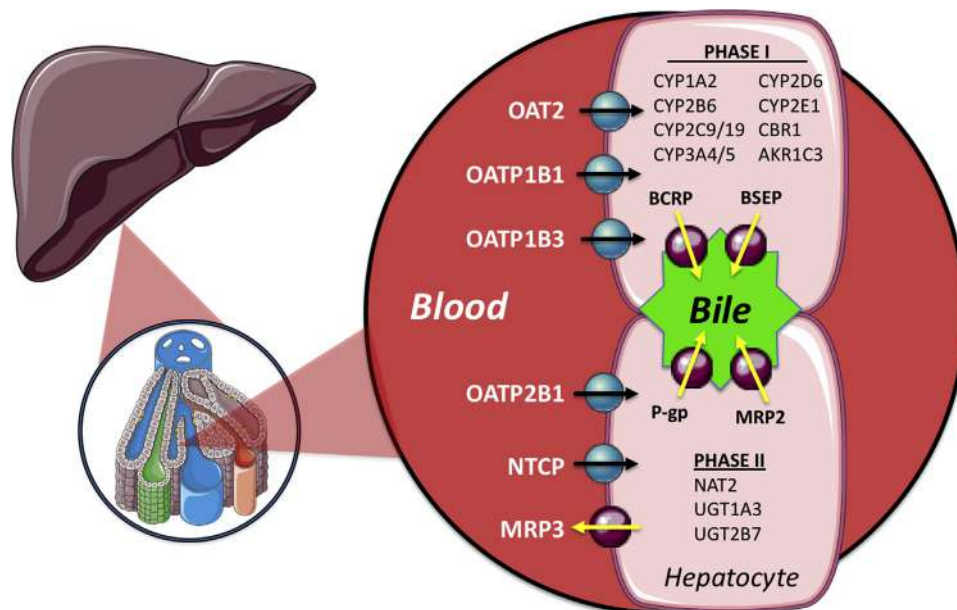 PHASE I
CYP1A2 CYP2D6
CYP2B6 CYP2E1
CYP2C9/19 CBR1
CYP3A4/5 AKR1C3
OAT2
OATP1B1
OATP1B3
BCRP BSEP
Blood
Bile
OATP2B1
NTCP
MRP3
P-gp MRP2
PHASE II
NAT2
UGT1A3
UGT2B7
Hepatocyte